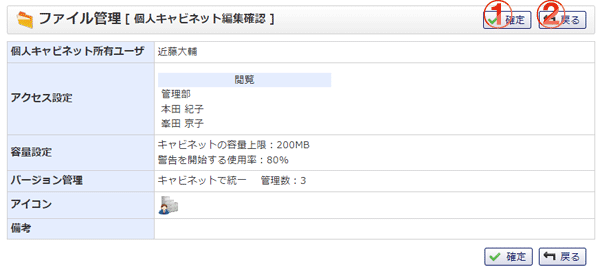 ファイル管理 [ 個人キャビネット編集確認 ]
① 確定 ② 戻る
個人キャビネット所有ユーザ 近藤大輔
アクセス設定
閲覧
管理部
本田 紀子
峯田 京子
容量設定
キャビネットの容量上限：200MB
警告を開始する使用率：80%
バージョン管理 キャビネットで統一 管理数：3
アイコン
備考
確定 戻る